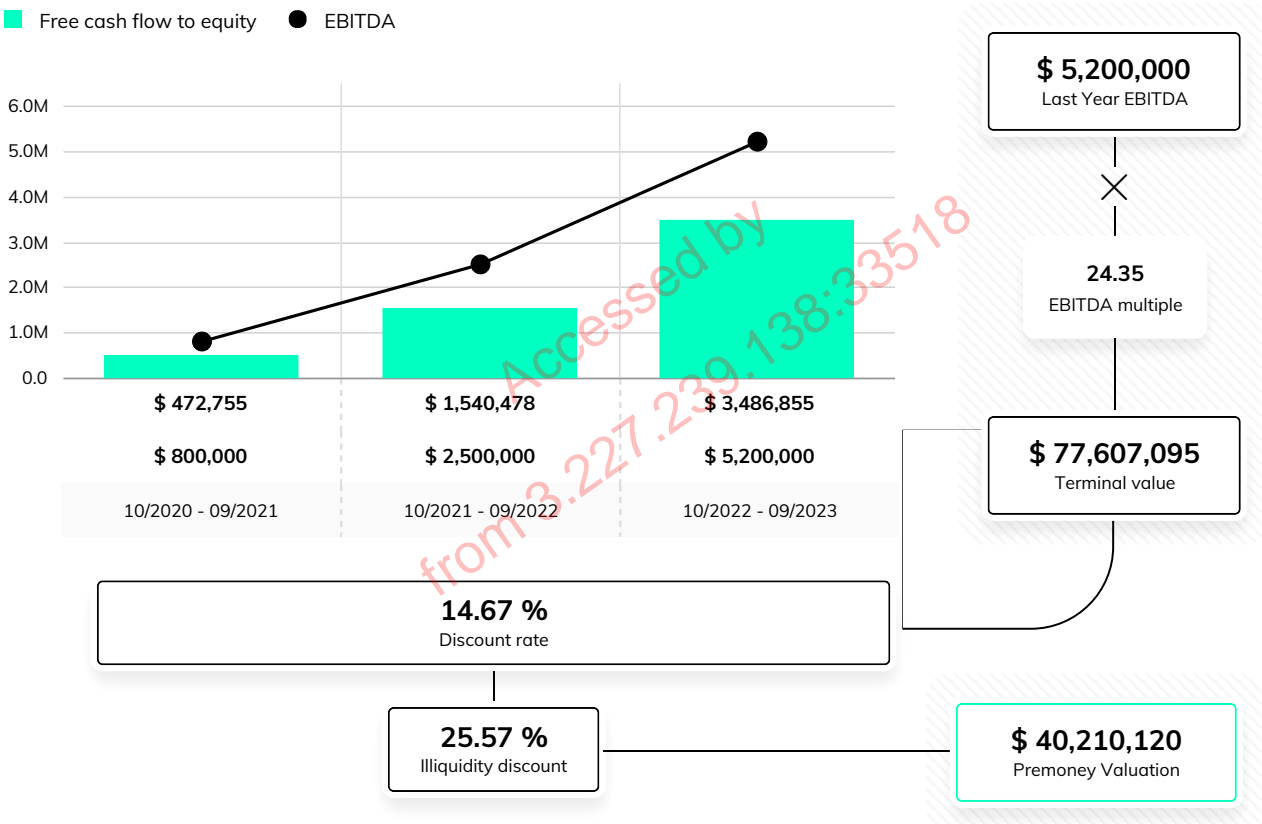 Free cash flow to equity EBITDA
6.0M
5.0M
4.0M
3.0M
2.0M
1.0M
0.0
$ 472,755 $ 1,540,478 $ 3,486,855
$ 800,000 $ 2,500,000 $ 5,200,000
10/2020 - 09/2021 10/2021 - 09/2022 10/2022 - 09/2023
$ 5,200,000
Last Year EBITDA
24.35
EBITDA multiple
$ 77,607,095
Terminal value
14.67 %
Discount rate
25.57 %
Illiquidity discount
$ 40,210,120
Premoney Valuation
Accessed by
from 3.227.239.138:33518